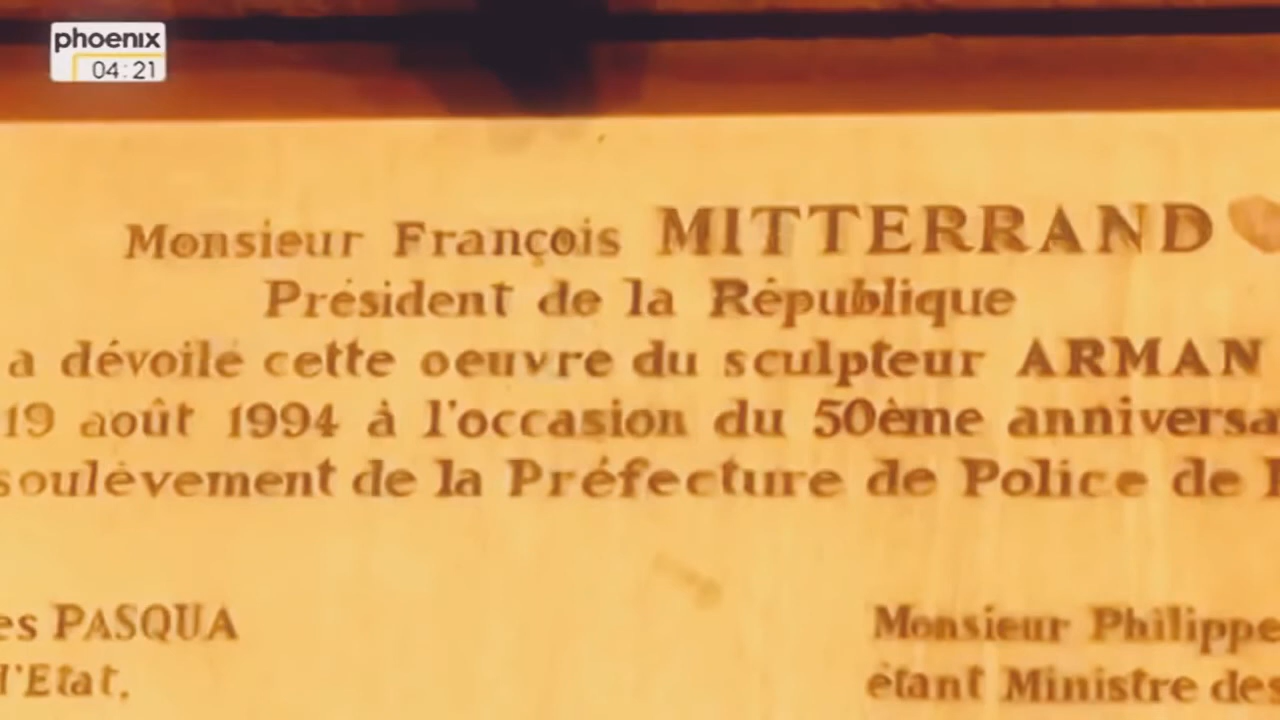 phoenix
04:21
Monsieur François MITTERRAND
Président de la République
a dévoilé cette oeuvre du sculpteur ARMAN
19 août 1994 à l'occasion du 50ème anniversa
soulèvement de la Préfecture de Police de
es PASQUA
d'Etat.
Monsieur Philippe
étant Ministre des